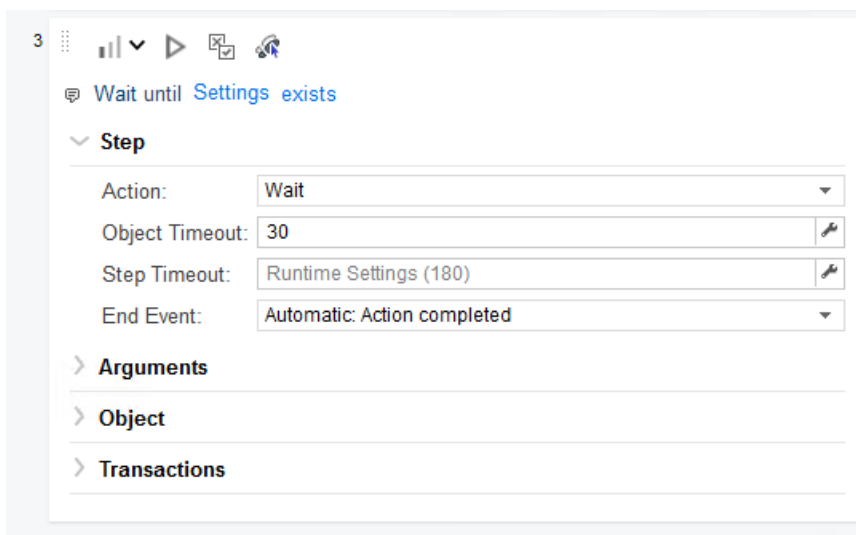 3
Wait until Settings exists
Step
Action: Wait
Object Timeout: 30
Step Timeout: Runtime Settings (180)
End Event: Automatic: Action completed
Arguments
Object
Transactions